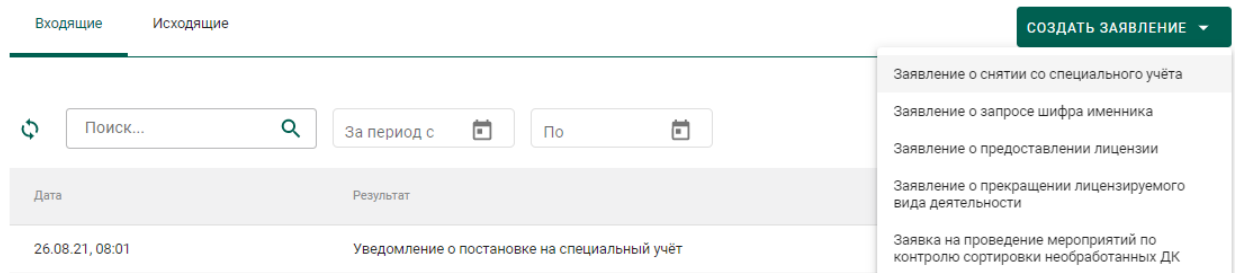 Входящие
Исходящие
СОЗДАТЬ ЗАЯВЛЕНИЕ
Заявление о снятии со специального учёта
Заявление о запросе шифра именника
Заявление о предоставлении лицензии
Заявление о прекращении лицензируемого
вида деятельности
Заявка на проведение мероприятий по
контролю сортировки необработанных ДК
Поиск...
За период с
По
Дата
Результат
26.08.21, 08:01
Уведомление о постановке на специальный учёт